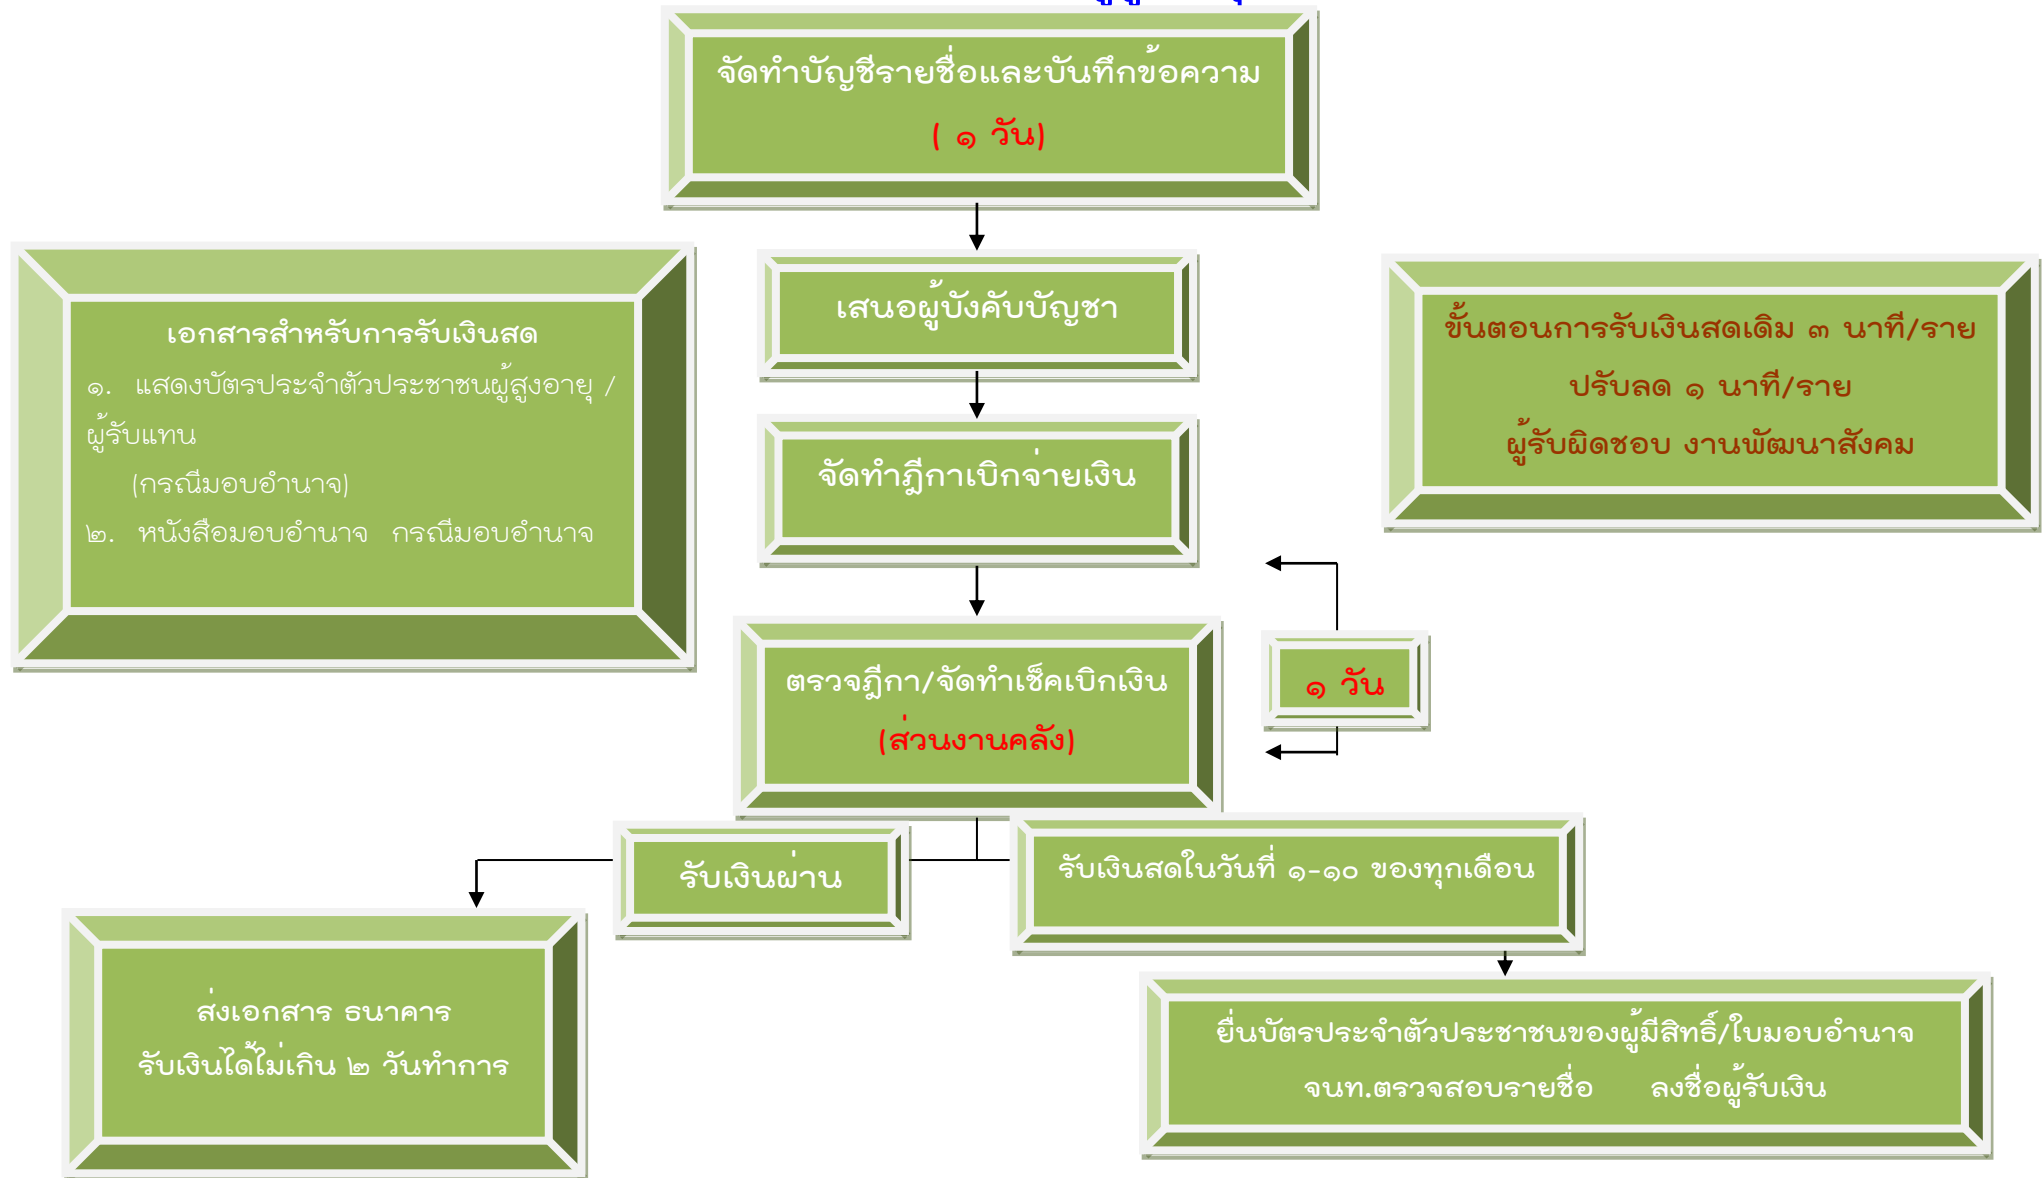 จัดทำบัญชีรายชื่อและบันทึกข้อความ
( ๑ วัน)
เสนอผู้บังคับบัญชา
เอกสารสำหรับการรับเงินสด
๑. แสดงบัตรประจำตัวประชาชนผู้สูงอายุ /
ผู้รับแทน
(กรณีมอบอำนาจ)
๒. หนังสือมอบอำนาจ กรณีมอบอำนาจ
ขั้นตอนการรับเงินสดเดิม ๓ นาที/ราย
ปรับลด ๑ นาที/ราย
ผู้รับผิดชอบ งานพัฒนาสังคม
จัดทำฎีกาเบิกจ่ายเงิน
ตรวจฎีกา/จัดทำเช็คเบิกเงิน
(ส่วนงานคลัง)
๑ วัน
รับเงินผ่าน
รับเงินสดในวันที่ ๑-๑๐ ของทุกเดือน
ส่งเอกสาร ธนาคาร
รับเงินได้ไม่เกิน ๒ วันทำการ
ยื่นบัตรประจำตัวประชาชนของผู้มีสิทธิ์/ใบมอบอำนาจ
จนท.ตรวจสอบรายชื่อ ลงชื่อผู้รับเงิน